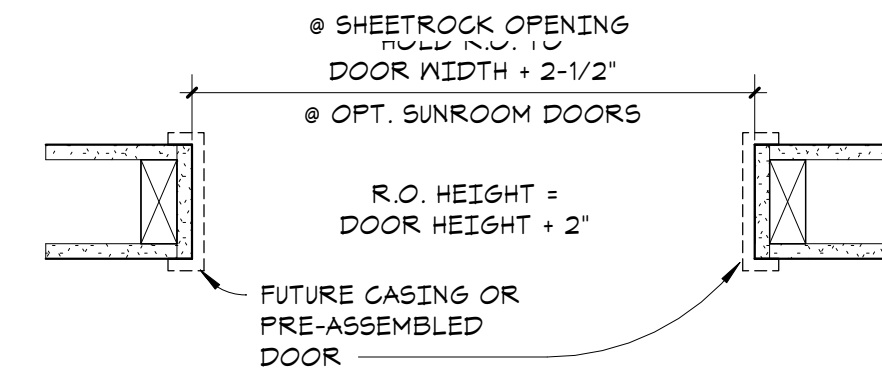 @ SHEETROCK OPENING
HOLD R.O. TO
DOOR WIDTH + 2-1/2"
@ OPT. SUNROOM DOORS
R.O. HEIGHT =
DOOR HEIGHT + 2"
FUTURE CASING OR
PRE-ASSEMBLED
DOOR